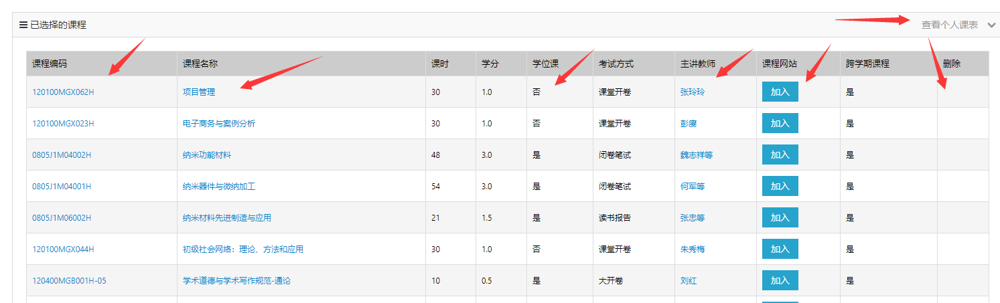 已选择的课程 查看个人课表
课程编码 课程名称 课时 学分 学位课 考试方式 主讲教师 课程网站 跨学期课程 删除
120100MGX062H 项目管理 30 1.0 否 课堂开卷 张玲玲 加入 是
120100MGX023H 电子商务与案例分析 30 1.0 否 课堂开卷 彭赓 加入 是
0805J1M04002H 纳米功能材料 48 3.0 是 闭卷笔试 魏志祥等 加入 是
0805J1M04001H 纳米器件与微纳加工 54 3.0 是 闭卷笔试 何军等 加入 是
0805J1M06002H 纳米材料先进制造与应用 21 1.5 是 读书报告 张忠等 加入 是
120100MGX044H 初级社会网络：理论、方法和应用 30 1.0 否 课堂开卷 朱秀梅 加入 是
120400MGB001H-05 学术道德与学术写作规范-通论 10 0.5 是 大开卷 刘红 加入 是